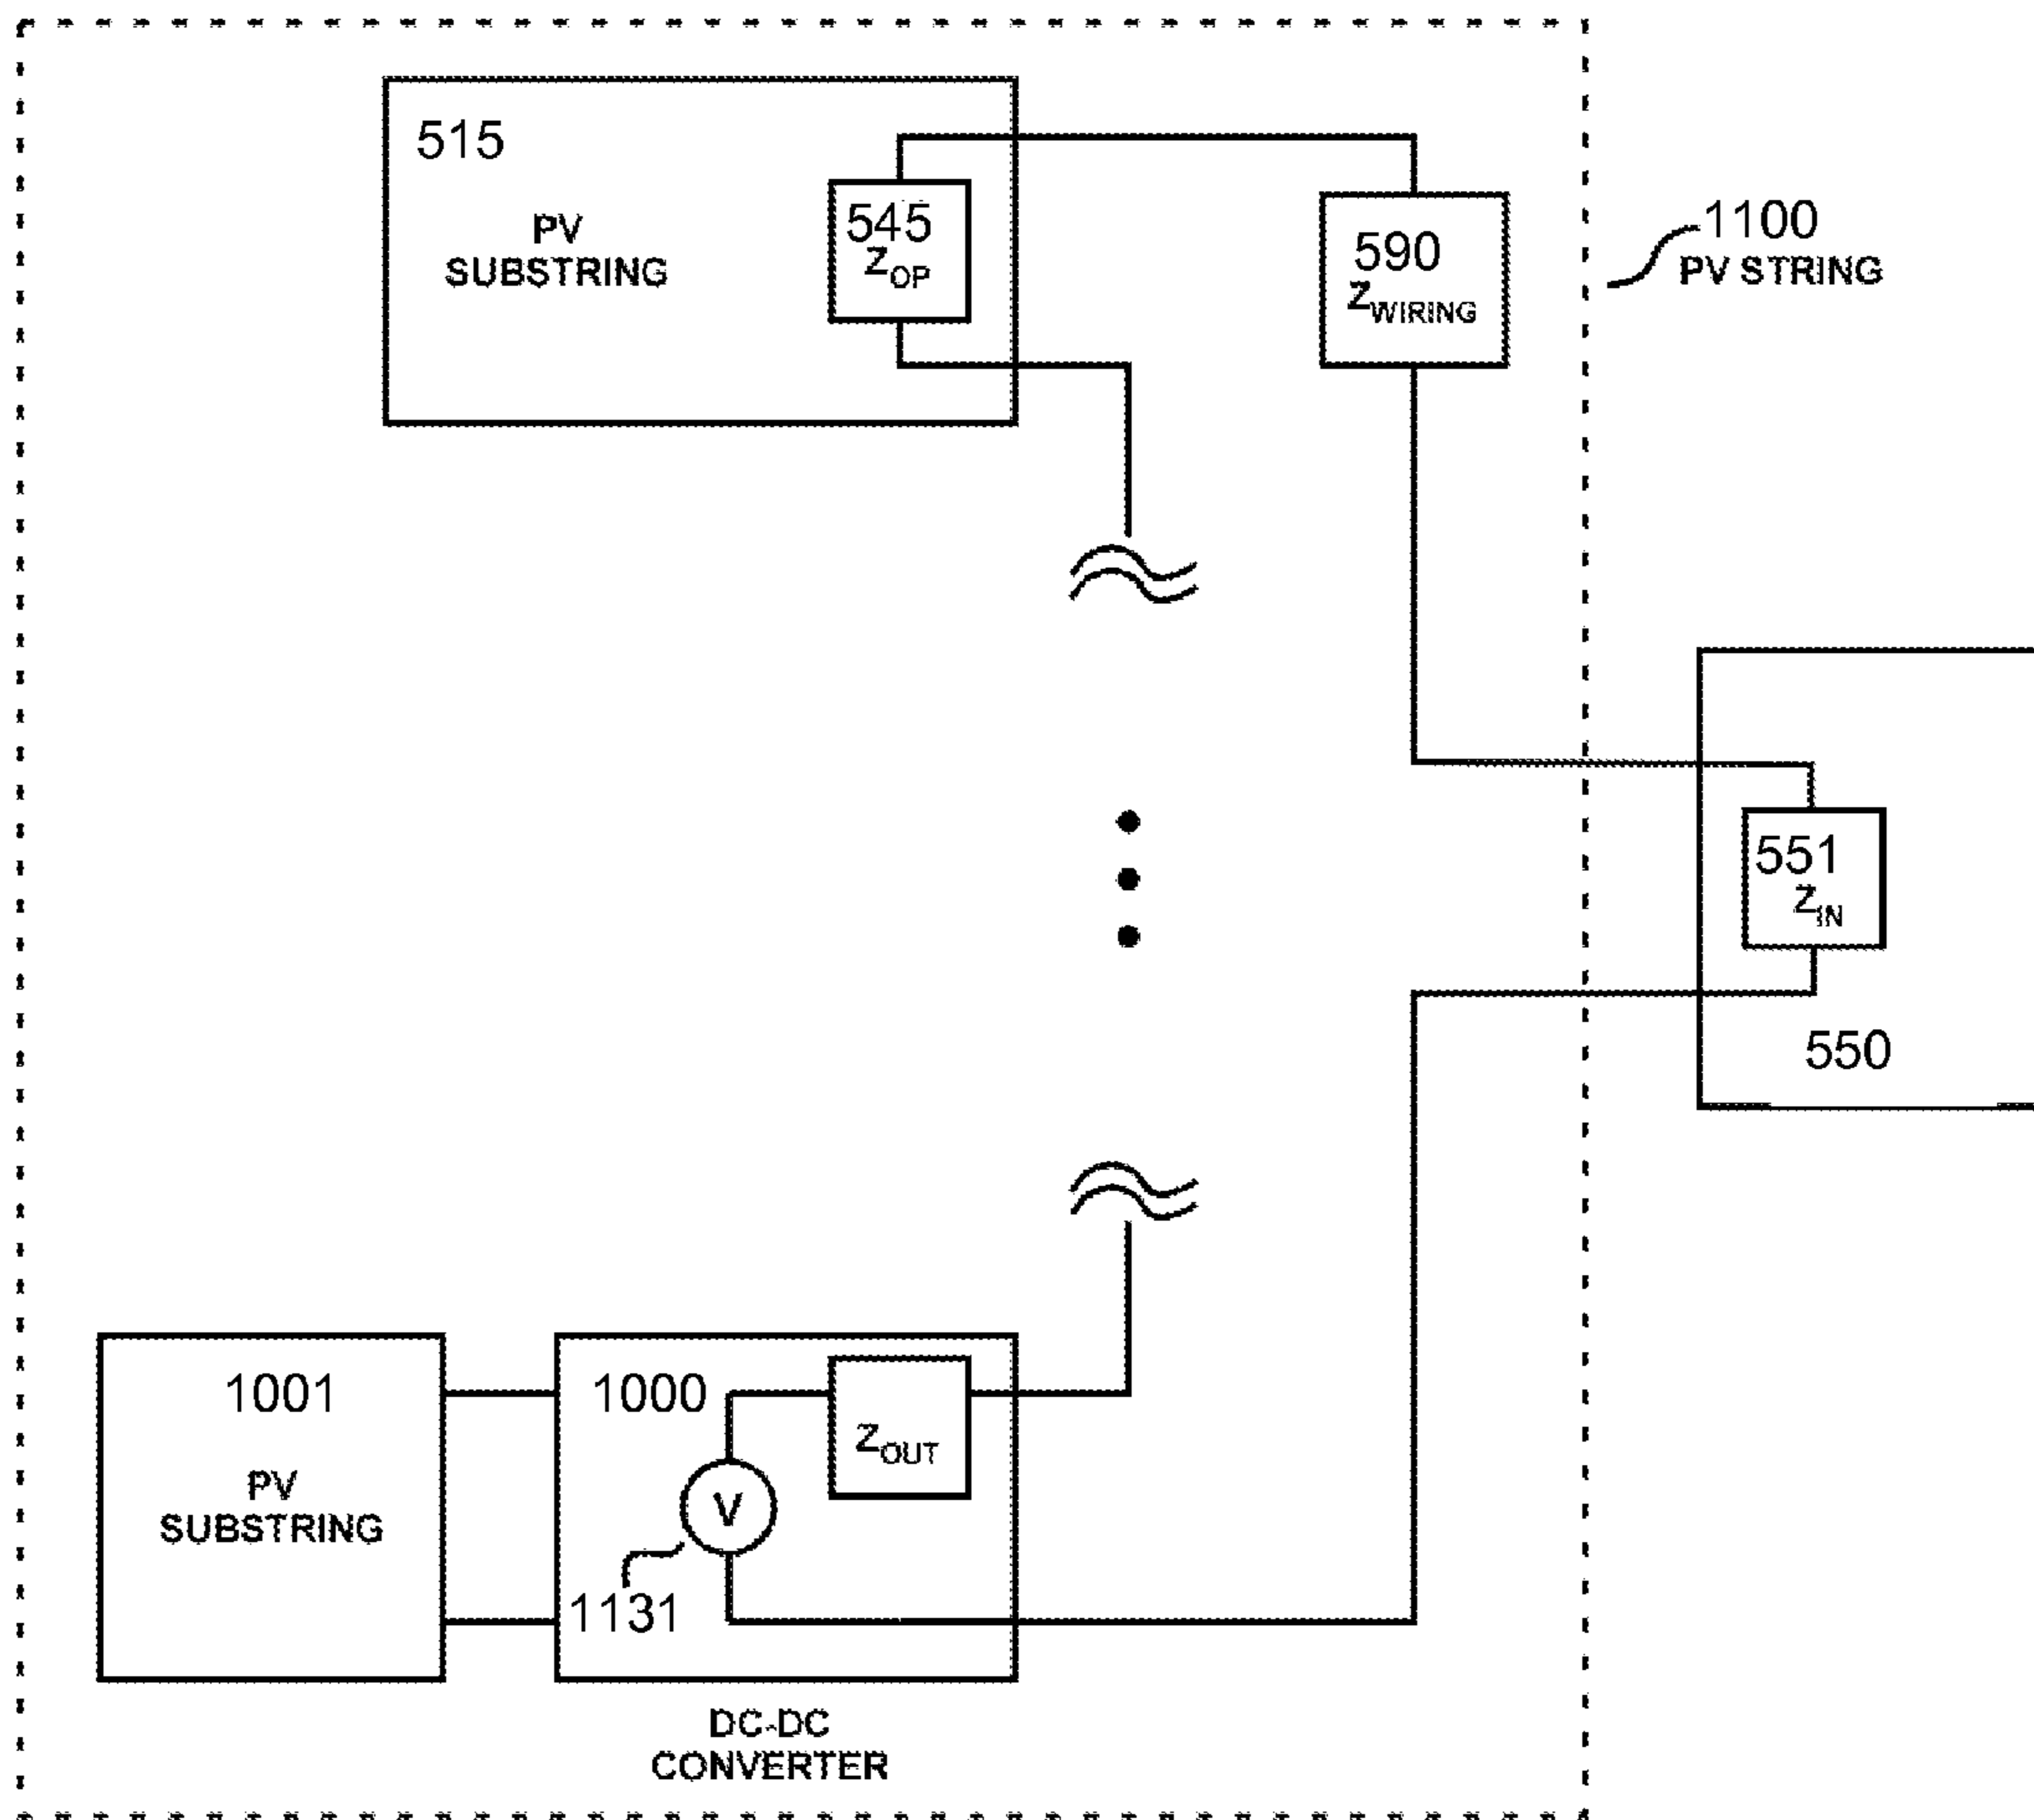 515
PV
SUBSTRING
545
Z_OP
590
Z_WIRING
1100
PV STRING
551
Z_IN
550
1001
PV
SUBSTRING
1000
Z_OUT
V
1131
DC-DC
CONVERTER